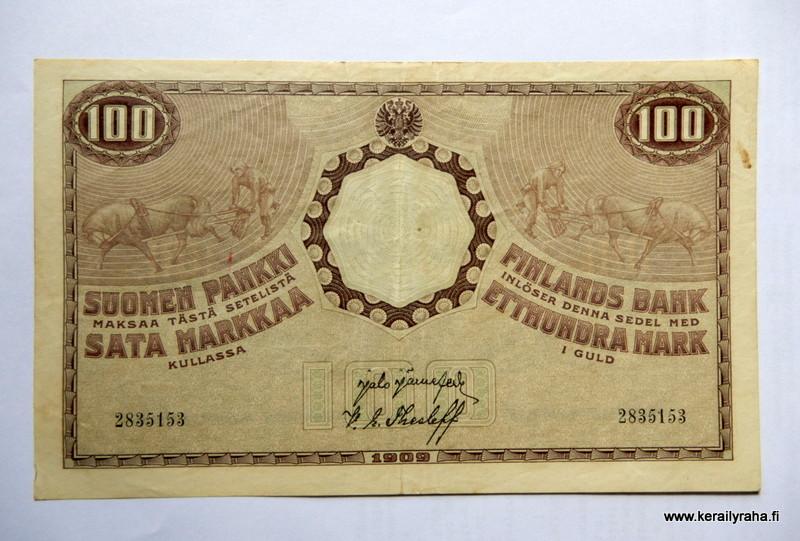 100
100
SUOMEN PANKKI
MAKSAA TÄSTÄ SETELISTÄ
SATA MARKKAA
KULLASSA
FINLANDS BANK
INLÖSER DENNA SEDEL MED
ETTHUNDRA MARK
I GULD
100
2835153
2835153
1909
www.kerailyraha.fi